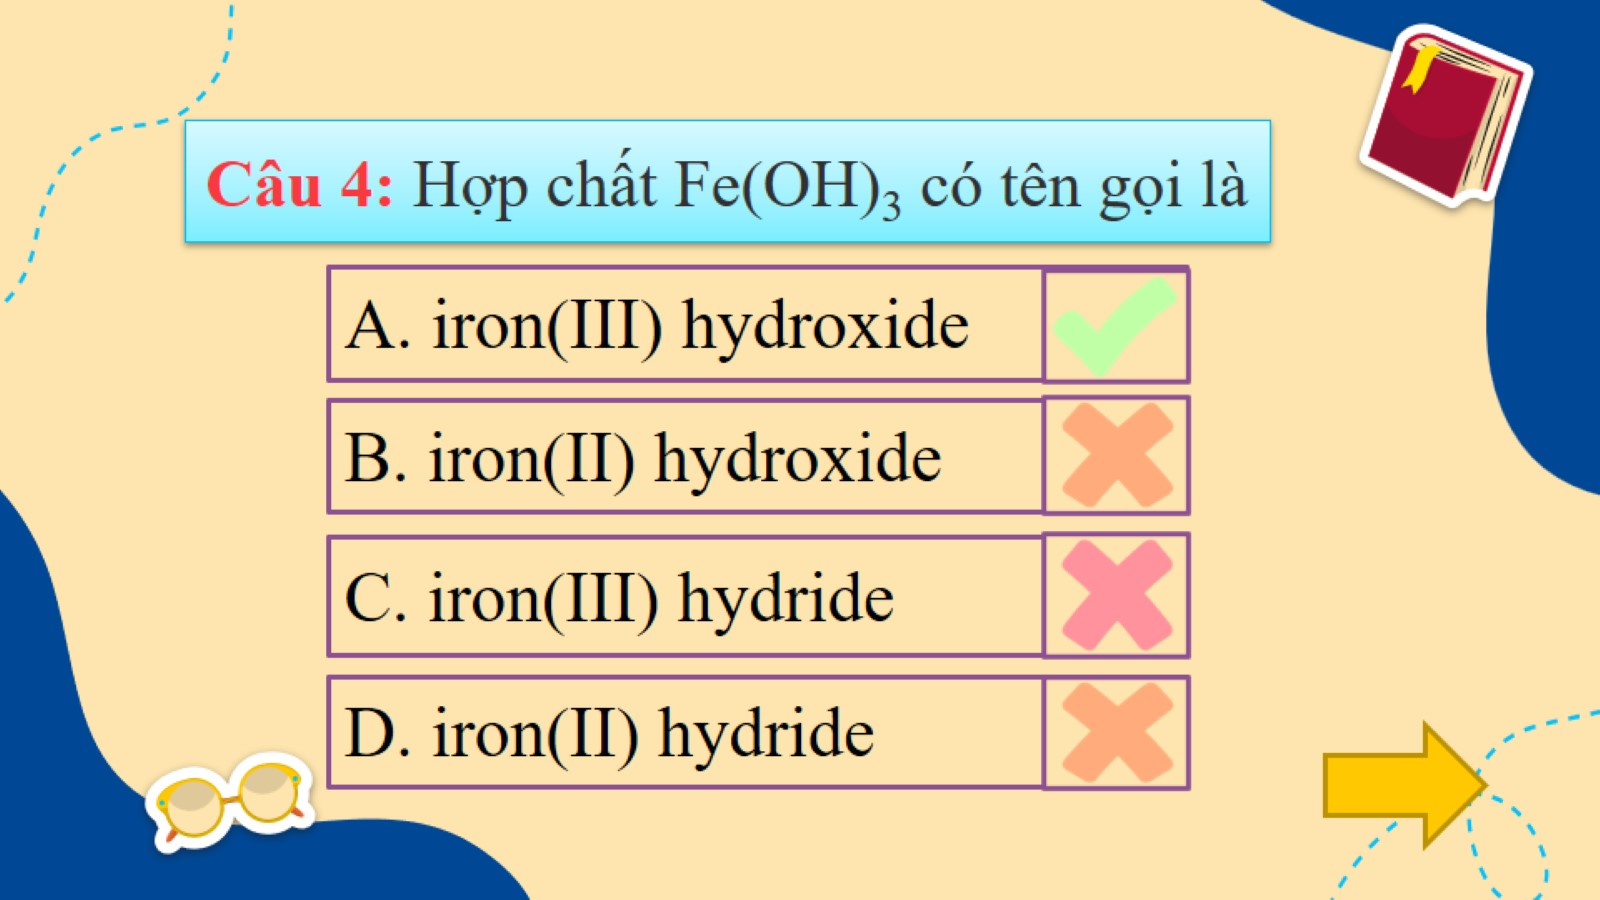 Câu 4: Hợp chất Fe(OH)₃ có tên gọi là
A. iron(III) hydroxide
B. iron(II) hydroxide
C. iron(III) hydride
D. iron(II) hydride